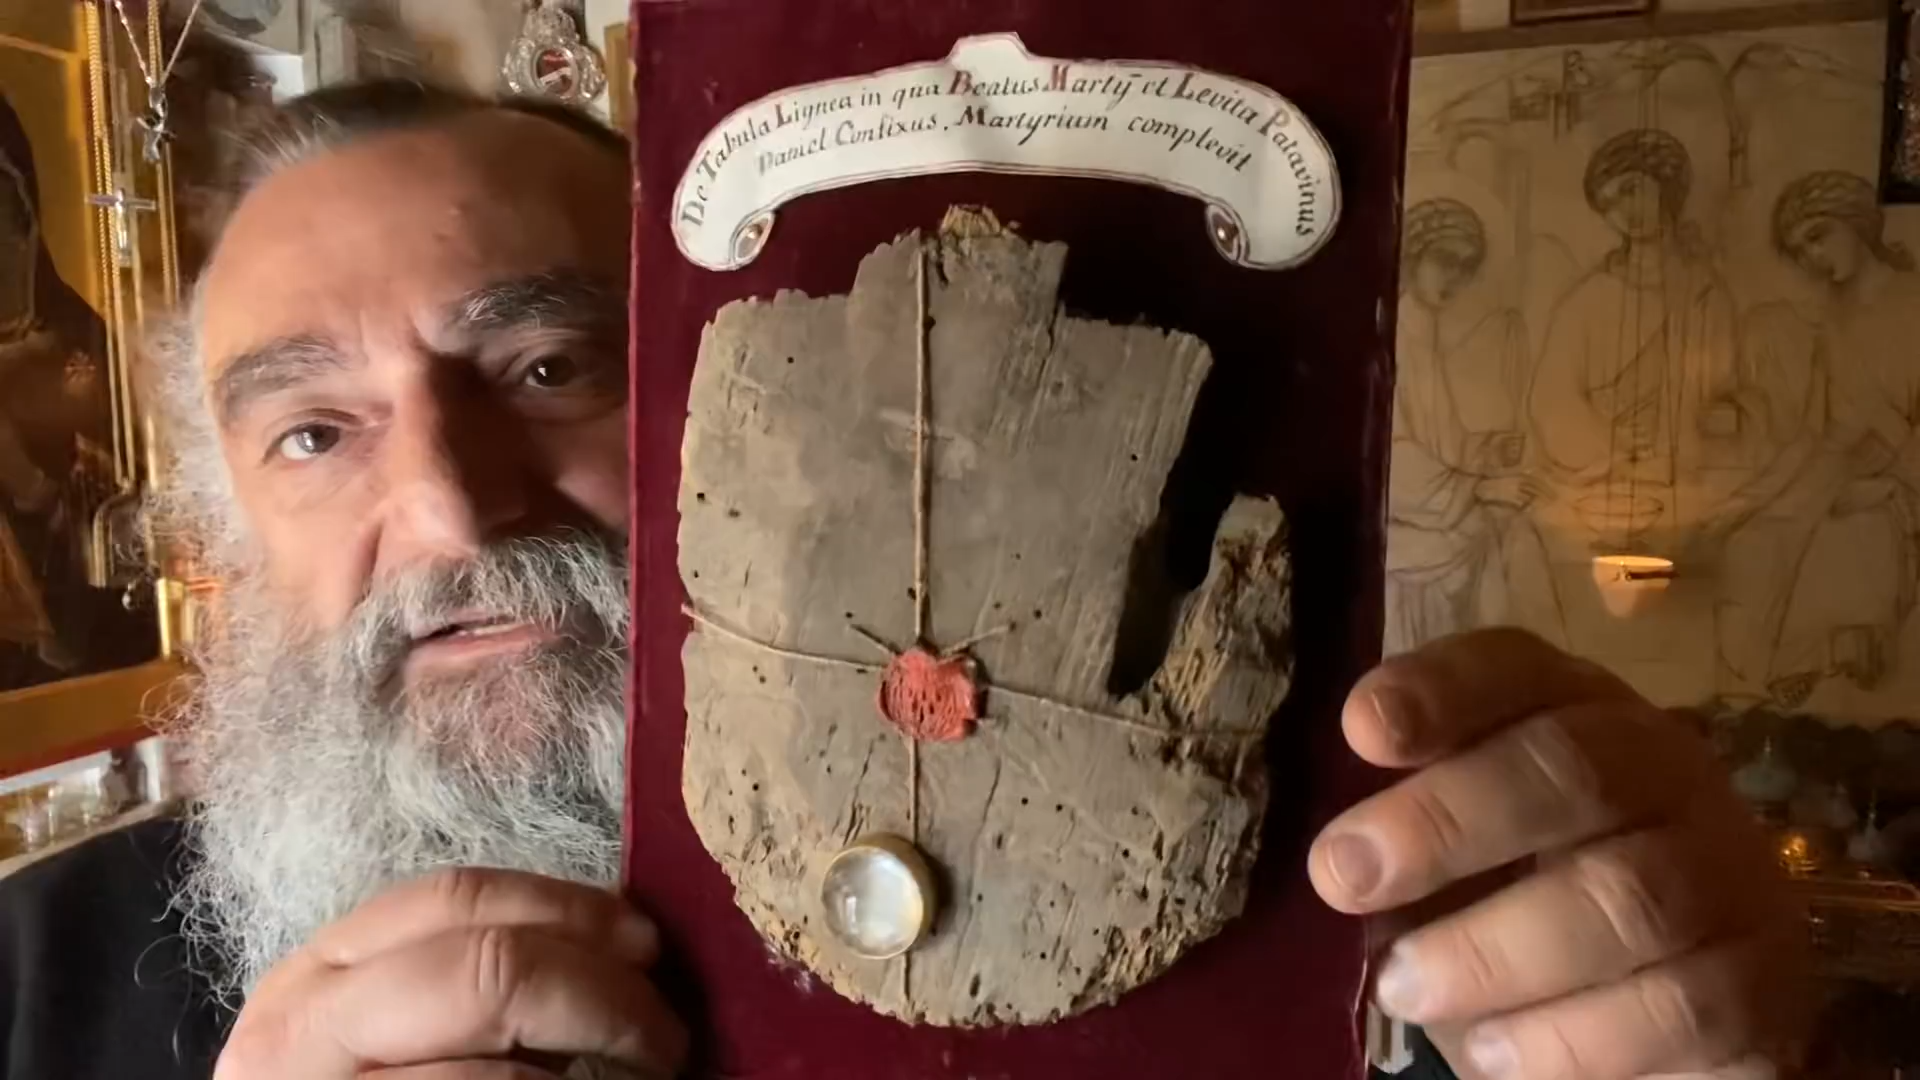 De Tabula Lignea in qua Beatus Marty̅ et Levita Patavinus
Daniel Confixus. Martyrium complevit